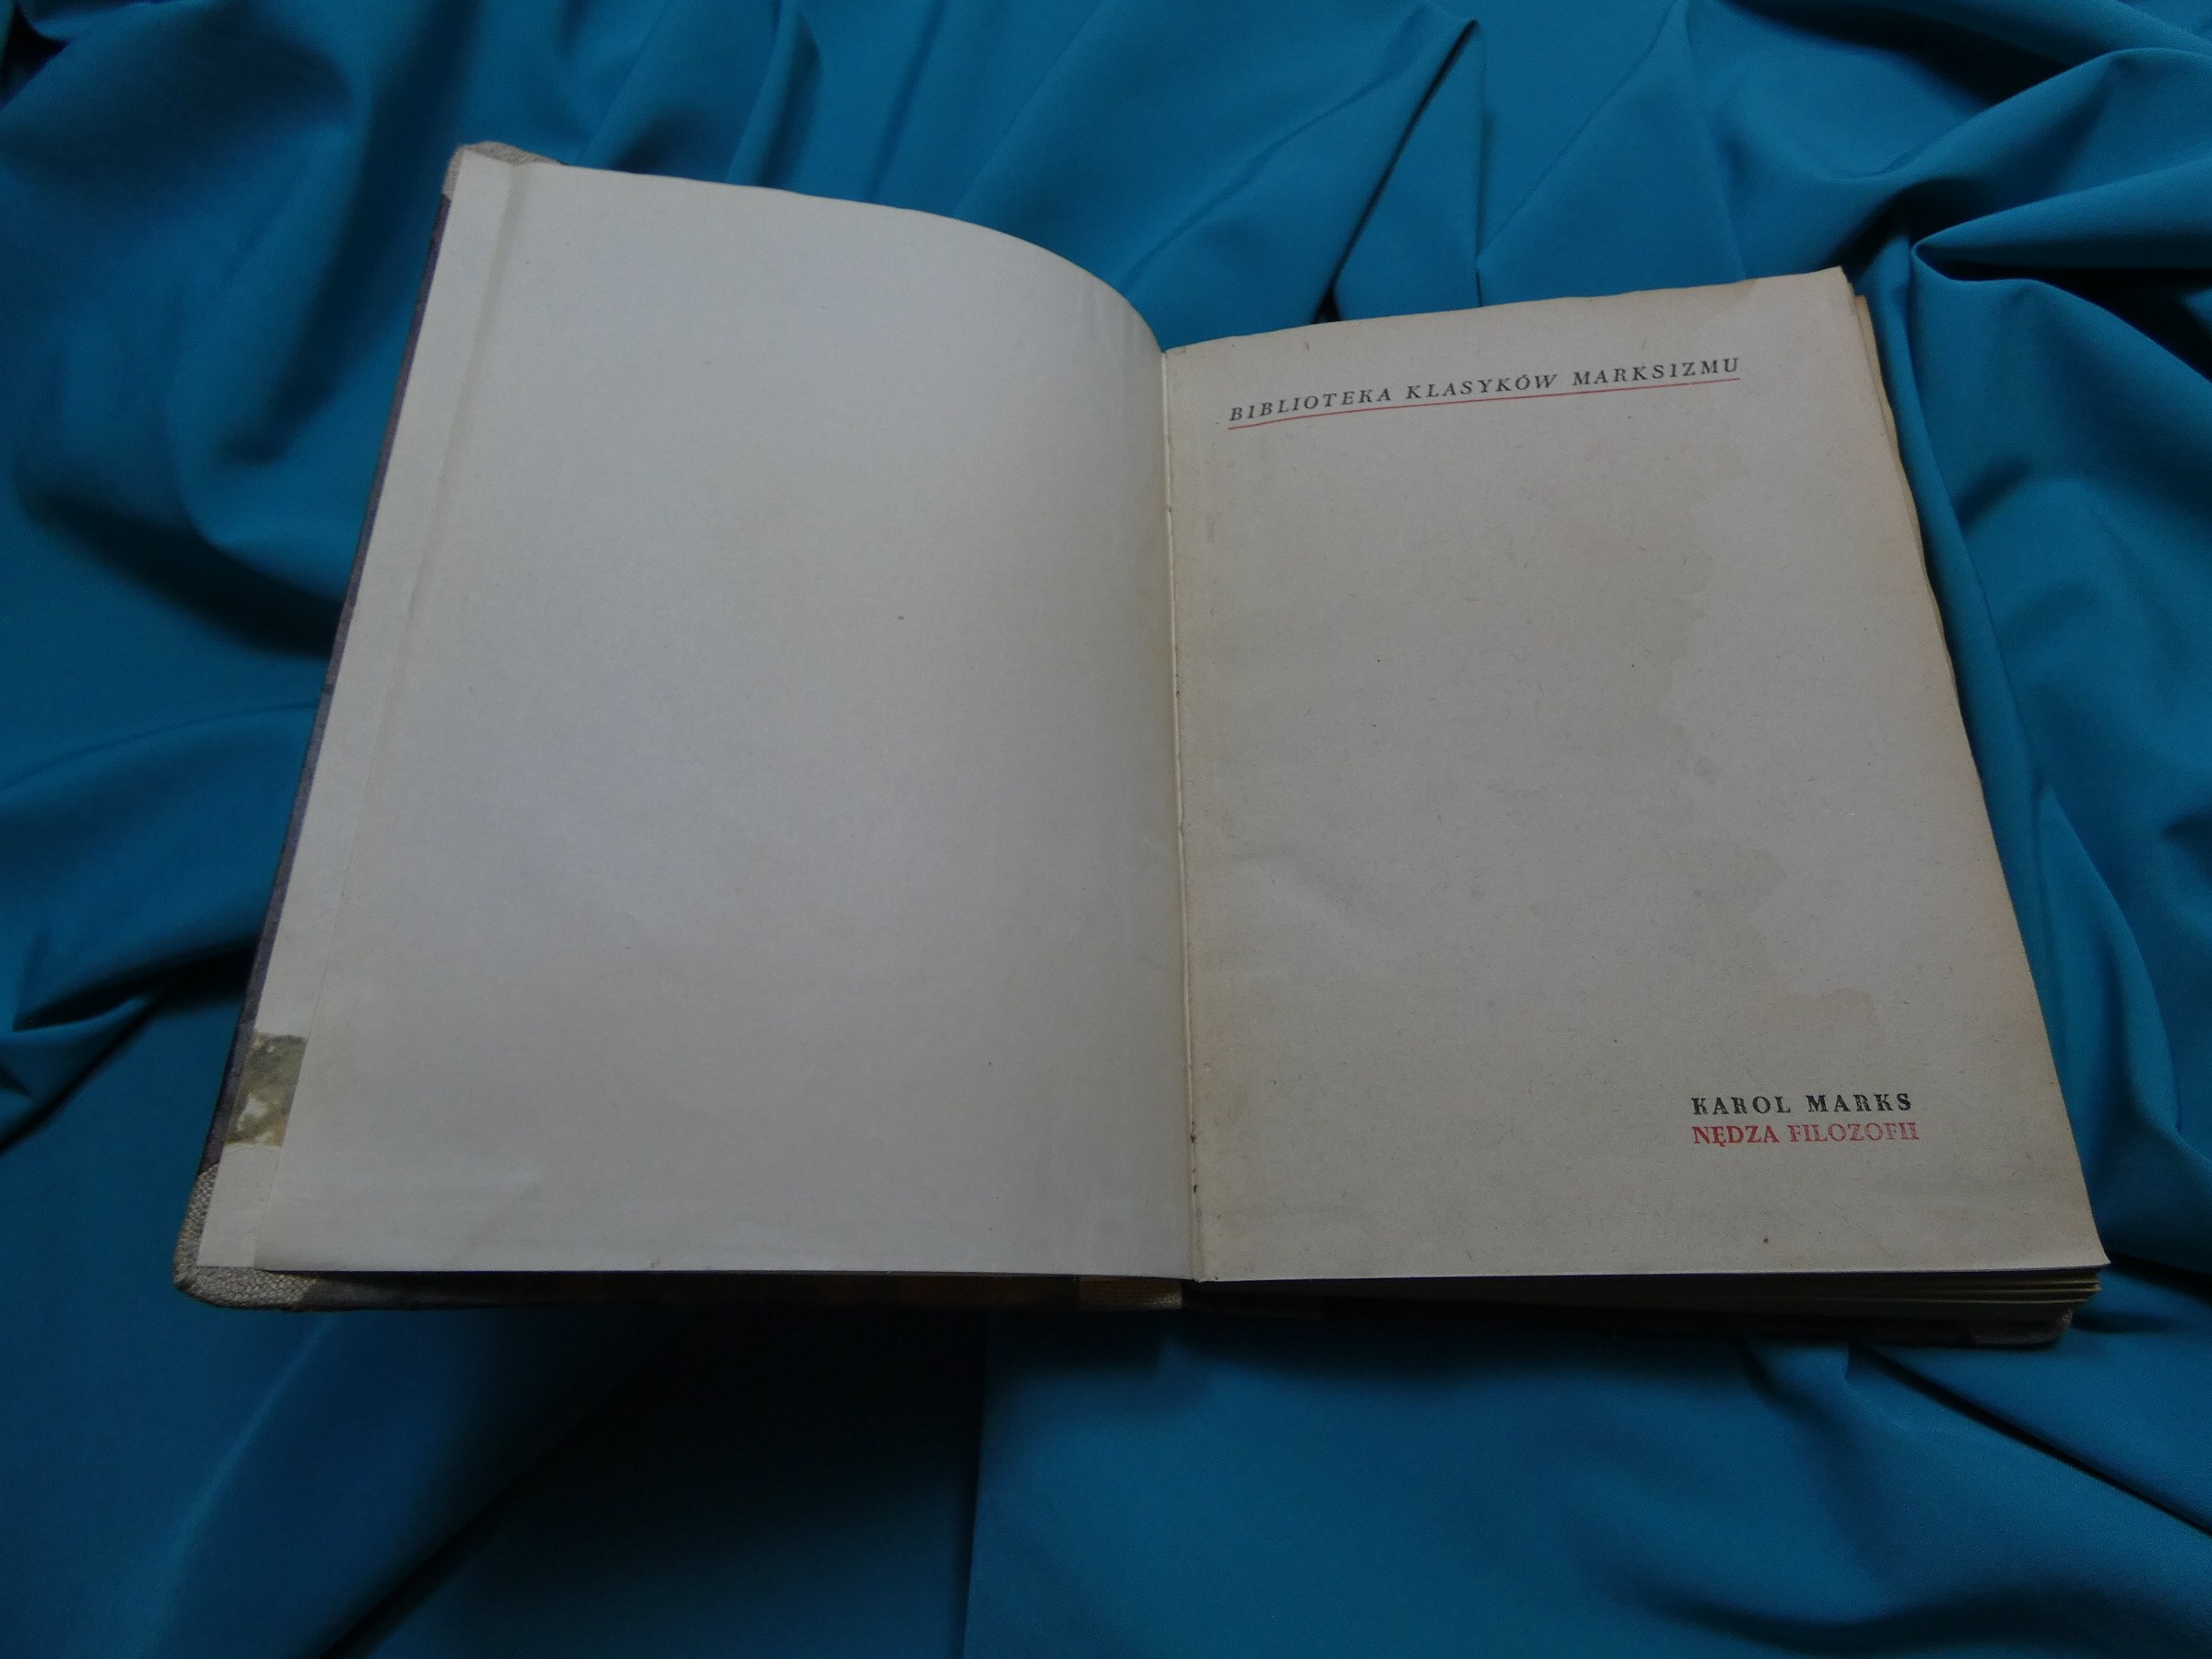 BIBLIOTEKA KLASYKÓW MARKSIZMU
KAROL MARKS
NĘDZA FILOZOFII